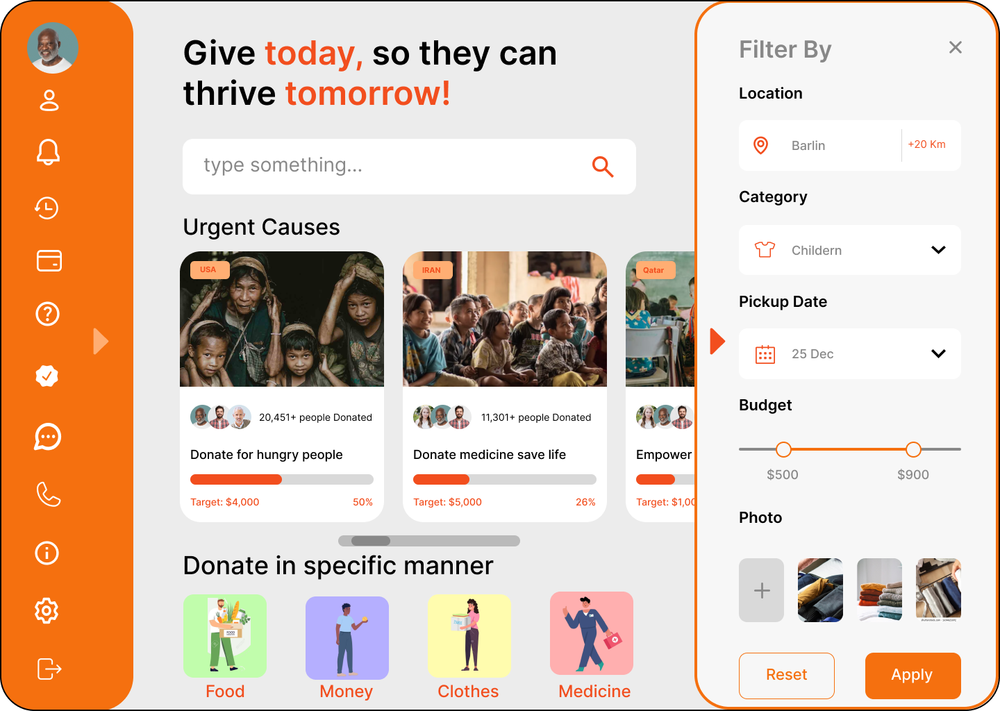 Give today, so they can
thrive tomorrow!
type something...
Urgent Causes
USA
20,451+ people Donated
Donate for hungry people
Target: $4,000 50%
IRAN
11,301+ people Donated
Donate medicine save life
Target: $5,000 26%
Qatar
Empower
Target: $1,00
Donate in specific manner
FOOD
Food
Money
Clothes
Medicine
Filter By
Location
Barlin +20 Km
Category
Childern
Pickup Date
25 Dec
Budget
$500 $900
Photo
Reset Apply